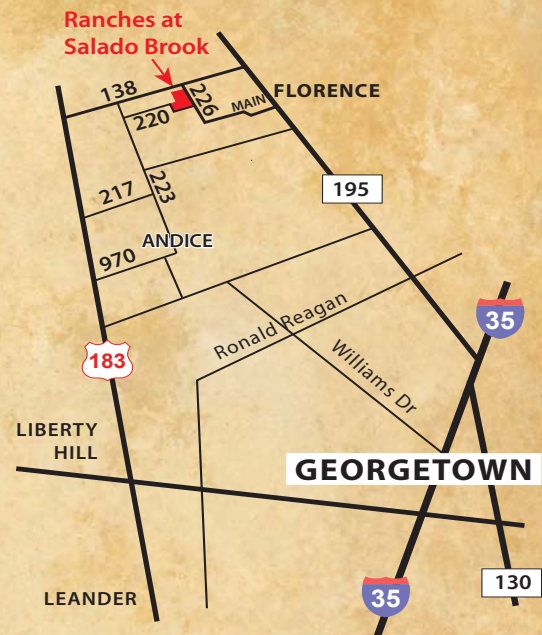 Ranches at
Salado Brook
138
226
MAIN
FLORENCE
220
195
217
223
ANDICE
970
35
Ronald Reagan
183
Williams Dr
LIBERTY
HILL
GEORGETOWN
130
35
LEANDER